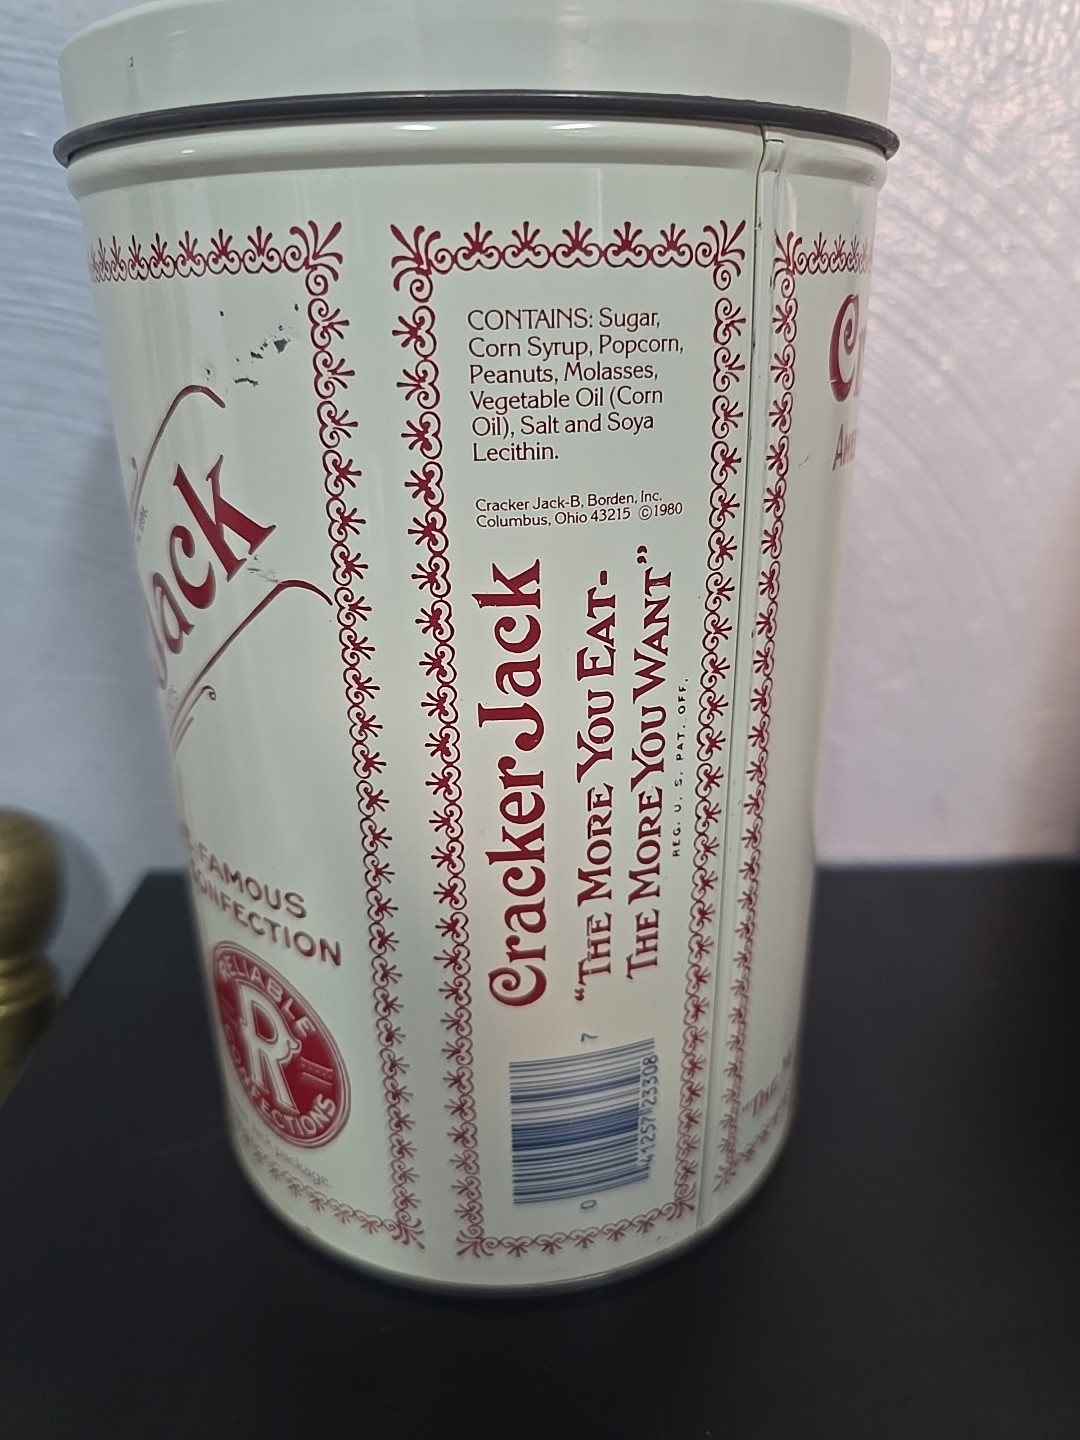 Jack
FAMOUS
CONFECTION
RELIABLE
R
CONFECTIONS
package
CONTAINS: Sugar,
Corn Syrup, Popcorn,
Peanuts, Molasses,
Vegetable Oil (Corn
Oil), Salt and Soya
Lecithin.
Cracker Jack-B, Borden, Inc.
Columbus, Ohio 43215 ©1980
Cracker Jack
“THE MORE YOU EAT-
THE MORE YOU WANT”
REG. U. S. PAT. OFF.
0 41257 23308 7